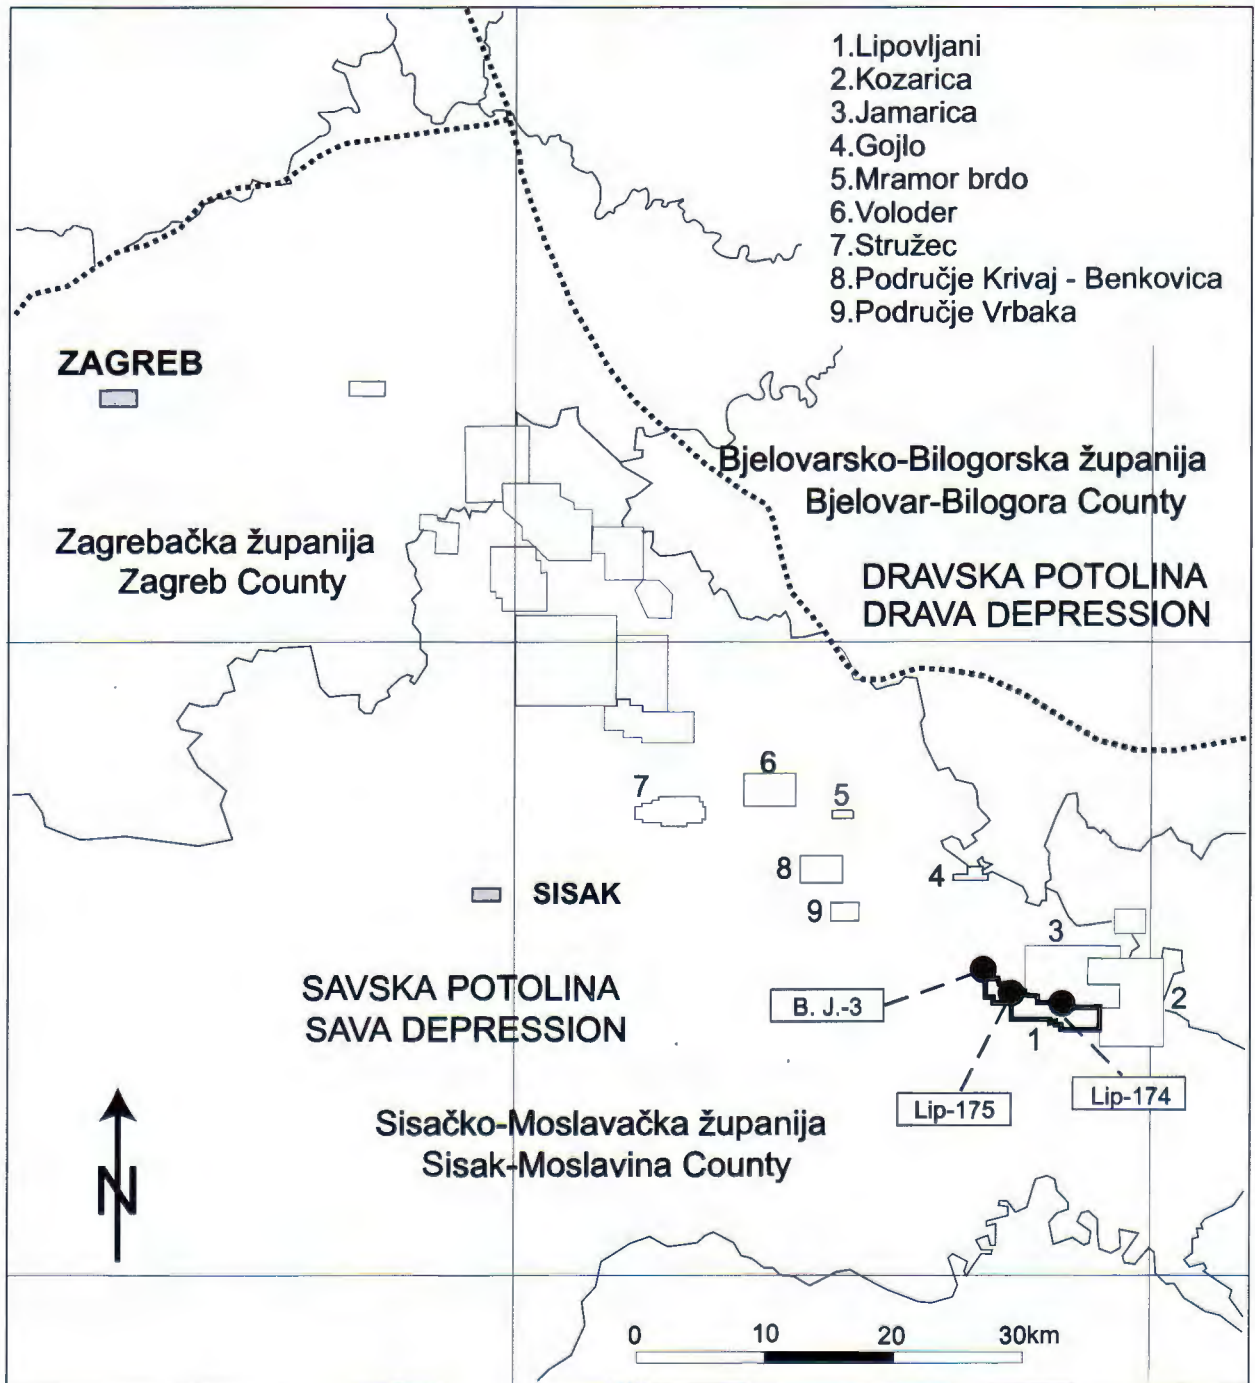 1.Lipovljani
2.Kozarica
3.Jamarica
4.Gojlo
5.Mramor brdo
6.Voloder
7.Stružec
8.Područje Krivaj - Benkovica
9.Područje Vrbaka
ZAGREB
Bjelovarsko-Bilogorska županija
Bjelovar-Bilogora County
Zagrebačka županija
Zagreb County
DRAVSKA POTOLINA
DRAVA DEPRESSION
6
7
5
8
4
SISAK
9
3
SAVSKA POTOLINA
SAVA DEPRESSION
B. J.-3
2
1
Lip-175
Lip-174
Sisačko-Moslavačka županija
Sisak-Moslavina County
N
0 10 20 30km